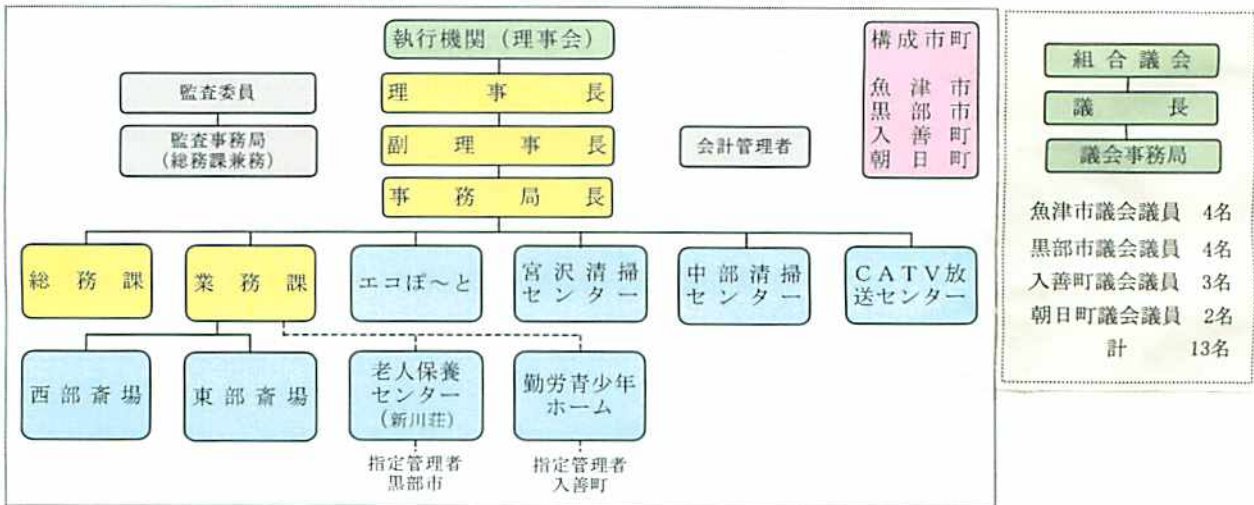 執行機関（理事会）
理事長
副理事長
事務局長
監査委員
監査事務局
（総務課兼務）
会計管理者
構成市町
魚津市
黒部市
入善町
朝日町
総務課
業務課
エコぽ～と
宮沢清掃
センター
中部清掃
センター
CATV放
送センター
西部斎場
東部斎場
老人保養
センター
（新川荘）
勤労青少年
ホーム
指定管理者
黒部市
指定管理者
入善町
組合議会
議長
議会事務局
魚津市議会議員 4名
黒部市議会議員 4名
入善町議会議員 3名
朝日町議会議員 2名
計 13名